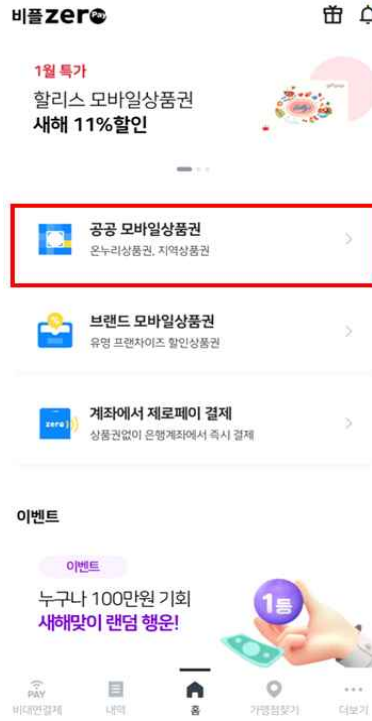 비플zero Pay
1월 특가
할리스 모바일상품권
새해 11%할인
공공 모바일상품권
온누리상품권, 지역상품권
브랜드 모바일상품권
유명 프랜차이즈 할인상품권
zero
계좌에서 제로페이 결제
상품권없이 은행계좌에서 즉시 결제
이벤트
이벤트
누구나 100만원 기회
새해맞이 랜덤 행운!
1등
PAY
비대면결제
내역
홈
가맹점찾기
더보기